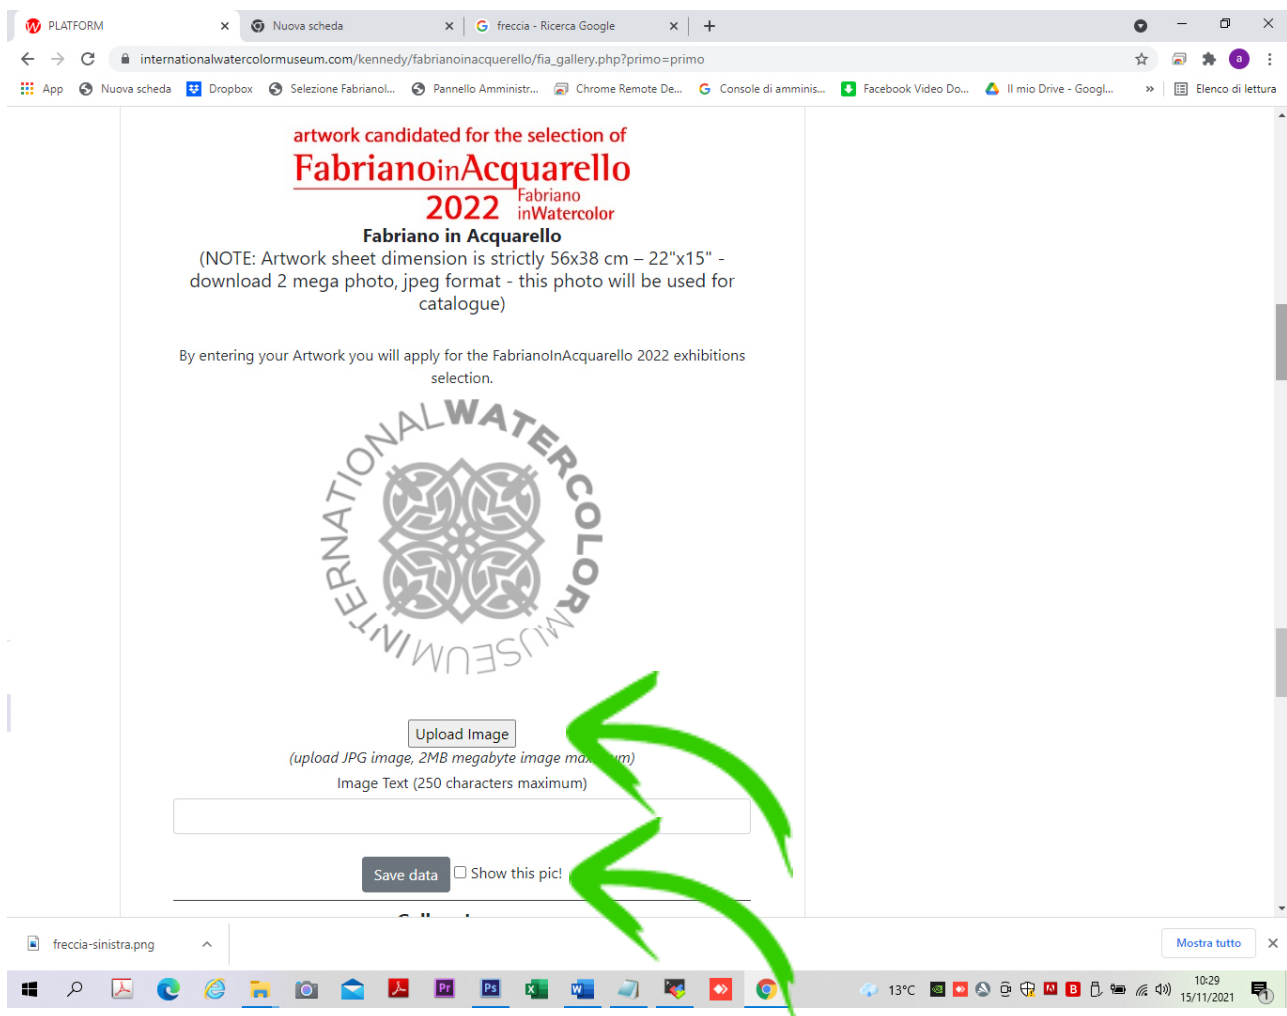 PLATFORM
Nuova scheda
freccia - Ricerca Google
internationalwatercolormuseum.com/kennedy/fabrianoinacquerello/fia_gallery.php?primo=primo
a
App
Nuova scheda
Dropbox
Selezione Fabrianol...
Pannello Amministr...
Chrome Remote De...
Console di amminis...
Facebook Video Do...
Il mio Drive - Googl...
»
Elenco di lettura
artwork candidated for the selection of
FabrianoinAcquarello
2022 Fabriano
inWatercolor
Fabriano in Acquarello
(NOTE: Artwork sheet dimension is strictly 56x38 cm – 22"x15" -
download 2 mega photo, jpeg format - this photo will be used for
catalogue)
By entering your Artwork you will apply for the FabrianoInAcquarello 2022 exhibitions
selection.
INTERNATIONALWATERCOLORMUSEUM
Upload Image
(upload JPG image, 2MB megabyte image maximum)
Image Text (250 characters maximum)
Save data
Show this pic!
freccia-sinistra.png
Mostra tutto
Pr
Ps
13°C
10:29
15/11/2021
1